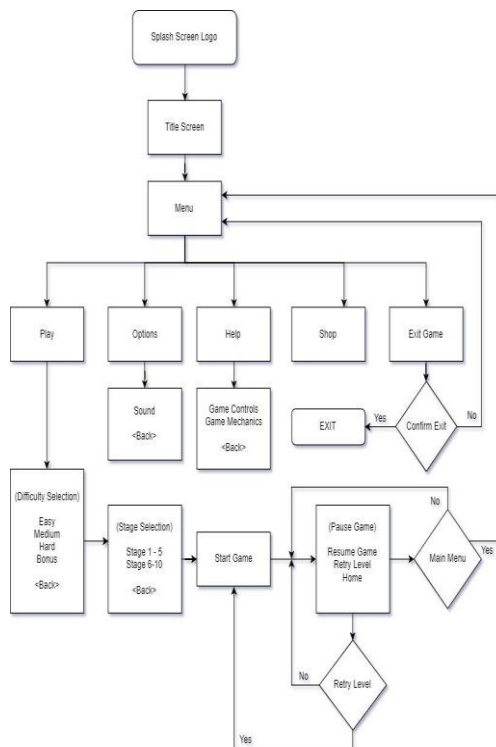 Splash Screen Logo
Title Screen
Menu
Play
Options
Help
Shop
Exit Game
Sound
<Back>
Game Controls
Game Mechanics
<Back>
EXIT
Yes
Confirm Exit
No
(Difficulty Selection)
Easy
Medium
Hard
Bonus
<Back>
(Stage Selection)
Stage 1 - 5
Stage 6-10
<Back>
Start Game
(Pause Game)
Resume Game
Retry Level
Home
No
Main Menu
Yes
No
Retry Level
Yes